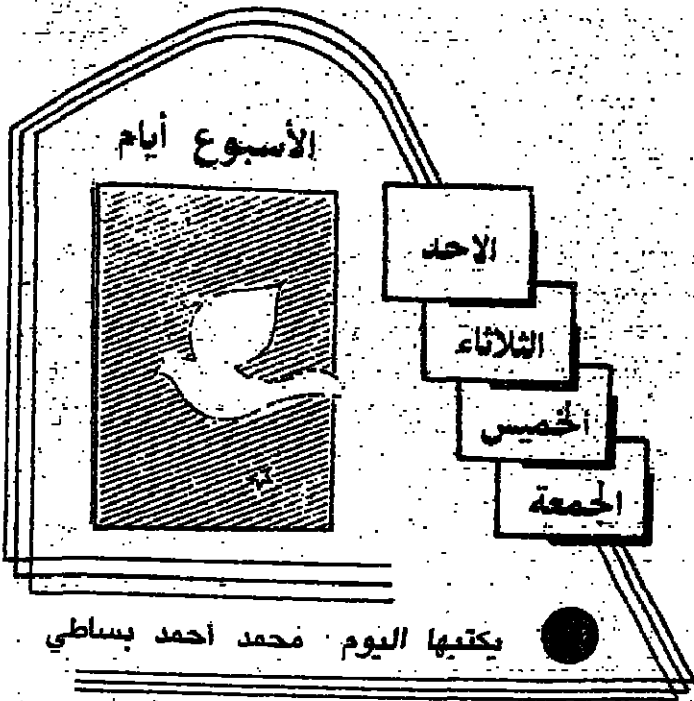 الأسبوع أيام
الاحد
الثلاثاء
الخميس
الجمعة
يكتبها اليوم محمد أحمد بساطي